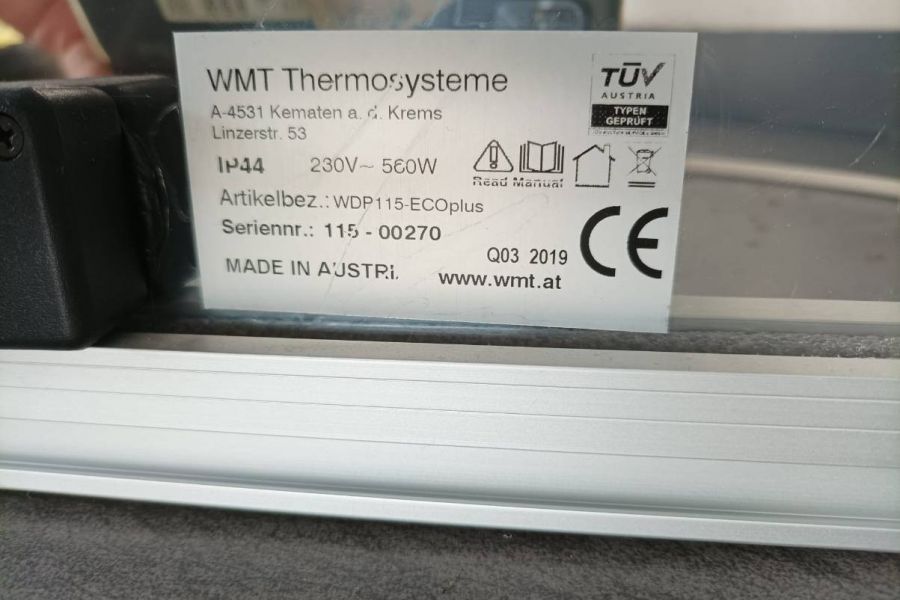 WMT Thermosysteme
A-4531 Kematen a. d. Krems
Linzerstr. 53
IP44 230V~ 560W
Artikelbez.: WDP115-ECOplus
Seriennr.: 115 - 00270
MADE IN AUSTRI
Q03 2019
www.wmt.at
TÜV
AUSTRIA
TYPEN
GEPRÜFT
Read Manual
CE